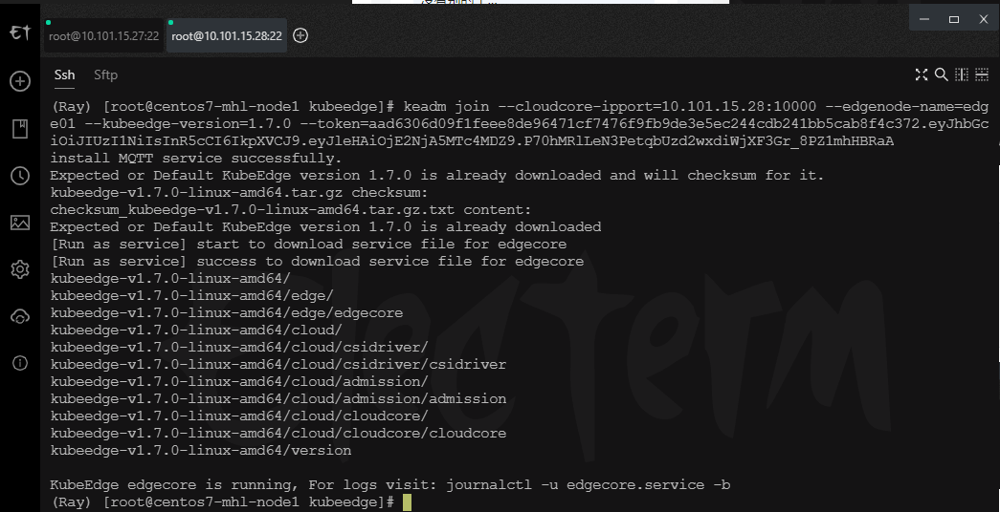 root@10.101.15.27:22
root@10.101.15.28:22
Ssh
Sftp
(Ray) [root@centos7-mhl-node1 kubeedge]# keadm join --cloudcore-ipport=10.101.15.28:10000 --edgenode-name=edg
e01 --kubeedge-version=1.7.0 --token=aad6306d09f1feee8de96471cf7476f9fb9de3e5ec244cdb241bb5cab8f4c372.eyJhbGc
iOiJIUzI1NiIsInR5cCI6IkpXVCJ9.eyJleHAiOjE2NjA5MTc4MDZ9.P70hMRlLeN3PetqbUzd2wxdiWjXF3Gr_8PZ1mhHBRaA
install MQTT service successfully.
Expected or Default KubeEdge version 1.7.0 is already downloaded and will checksum for it.
kubeedge-v1.7.0-linux-amd64.tar.gz checksum:
checksum_kubeedge-v1.7.0-linux-amd64.tar.gz.txt content:
Expected or Default KubeEdge version 1.7.0 is already downloaded
[Run as service] start to download service file for edgecore
[Run as service] success to download service file for edgecore
kubeedge-v1.7.0-linux-amd64/
kubeedge-v1.7.0-linux-amd64/edge/
kubeedge-v1.7.0-linux-amd64/edge/edgecore
kubeedge-v1.7.0-linux-amd64/cloud/
kubeedge-v1.7.0-linux-amd64/cloud/csidriver/
kubeedge-v1.7.0-linux-amd64/cloud/csidriver/csidriver
kubeedge-v1.7.0-linux-amd64/cloud/admission/
kubeedge-v1.7.0-linux-amd64/cloud/admission/admission
kubeedge-v1.7.0-linux-amd64/cloud/cloudcore/
kubeedge-v1.7.0-linux-amd64/cloud/cloudcore/cloudcore
kubeedge-v1.7.0-linux-amd64/version
KubeEdge edgecore is running, For logs visit: journalctl -u edgecore.service -b
(Ray) [root@centos7-mhl-node1 kubeedge]#
electerm